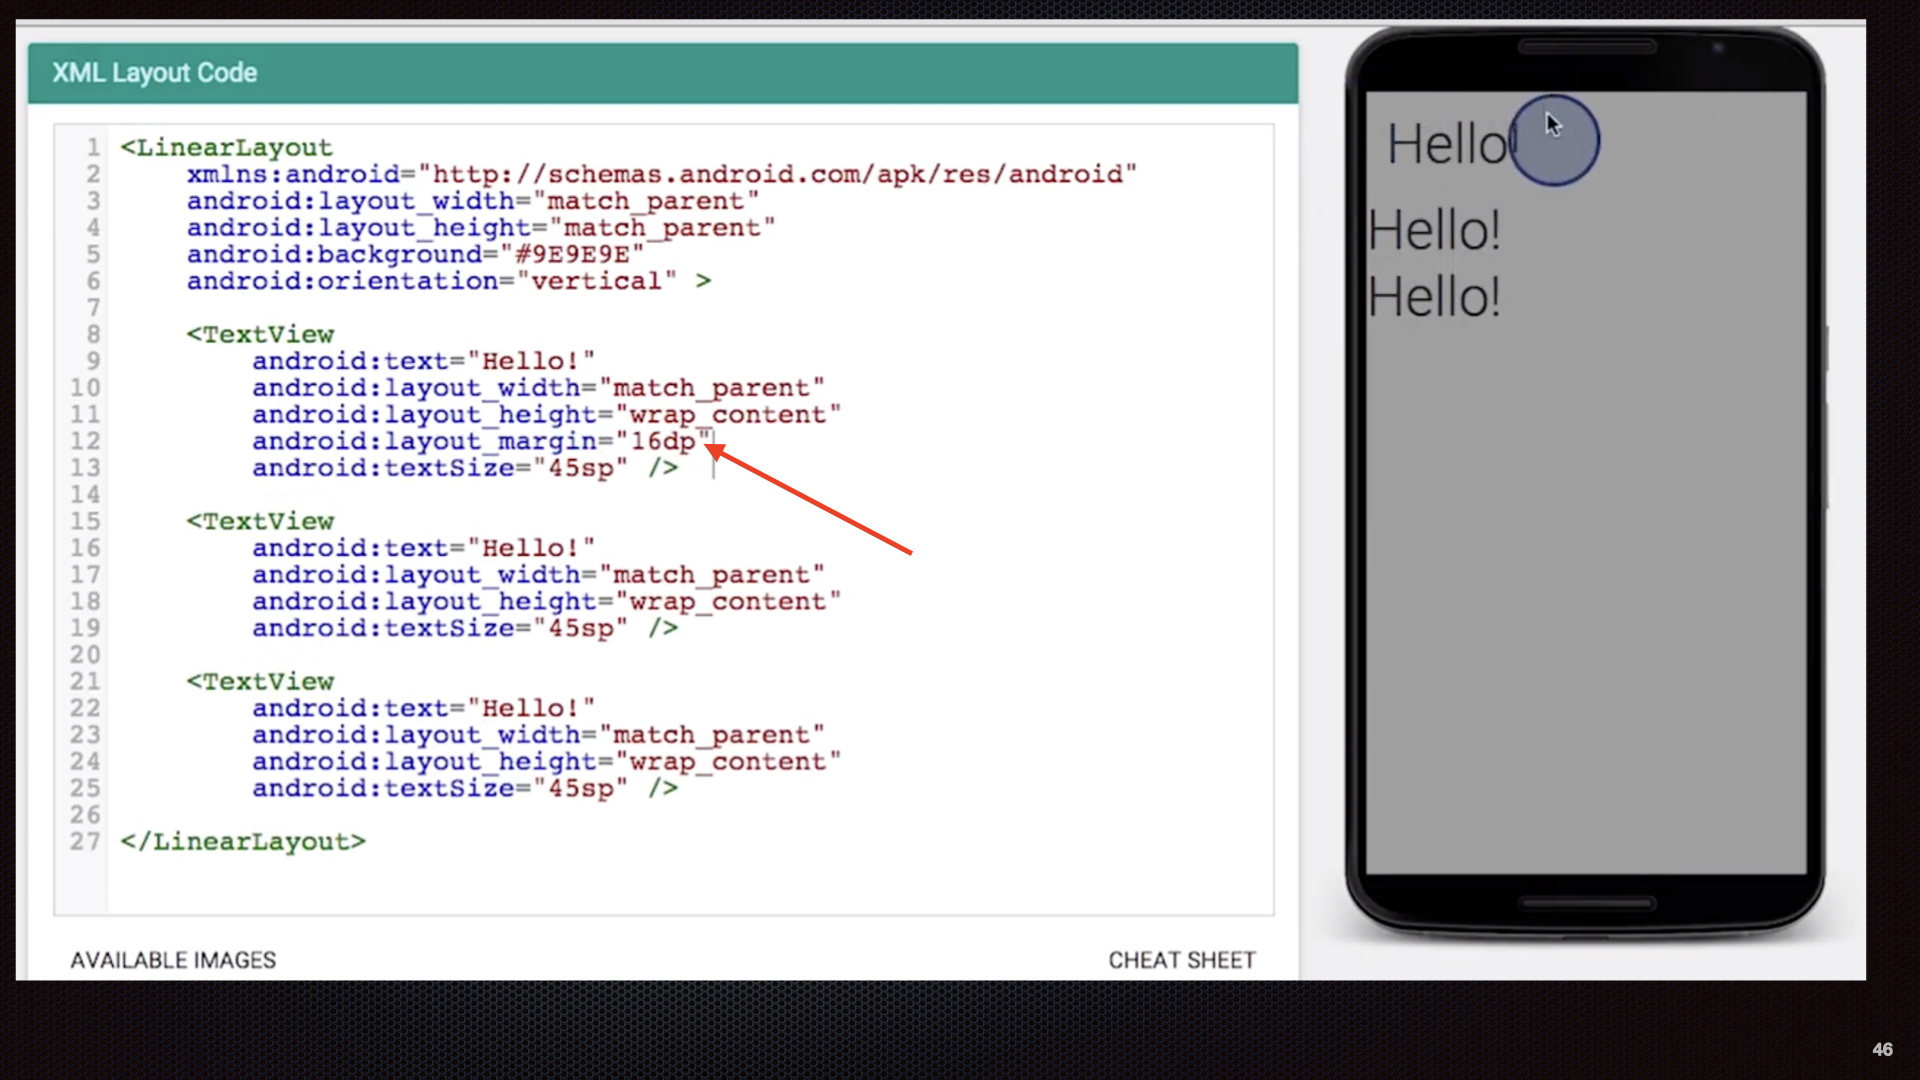 XML Layout Code
1 <LinearLayout
2 xmlns:android="http://schemas.android.com/apk/res/android"
3 android:layout_width="match_parent"
4 android:layout_height="match_parent"
5 android:background="#9E9E9E"
6 android:orientation="vertical" >
7
8 <TextView
9 android:text="Hello!"
10 android:layout_width="match_parent"
11 android:layout_height="wrap_content"
12 android:layout_margin="16dp"
13 android:textSize="45sp" />
14
15 <TextView
16 android:text="Hello!"
17 android:layout_width="match_parent"
18 android:layout_height="wrap_content"
19 android:textSize="45sp" />
20
21 <TextView
22 android:text="Hello!"
23 android:layout_width="match_parent"
24 android:layout_height="wrap_content"
25 android:textSize="45sp" />
26
27 </LinearLayout>
AVAILABLE IMAGES
CHEAT SHEET
Hello!
Hello!
Hello!
46